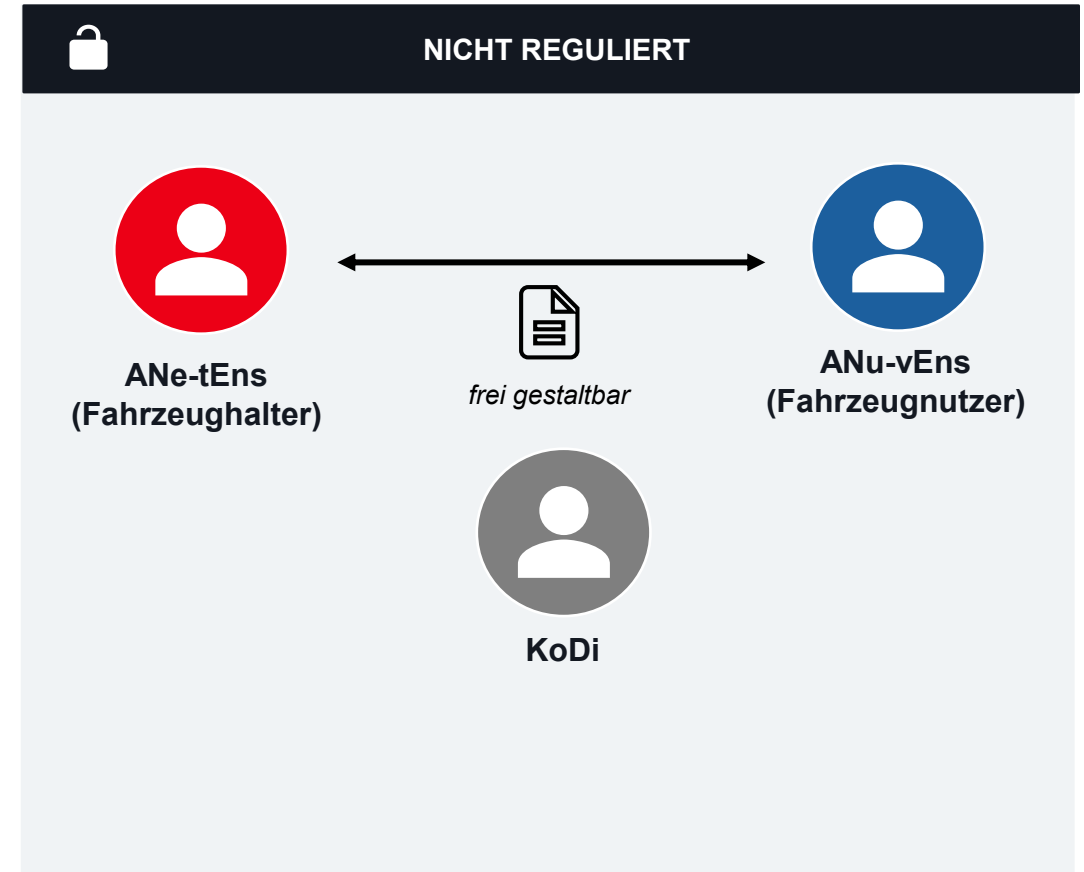 NICHT REGULIERT
ANe-tEns
(Fahrzeughalter)
frei gestaltbar
ANu-vEns
(Fahrzeugnutzer)
KoDi